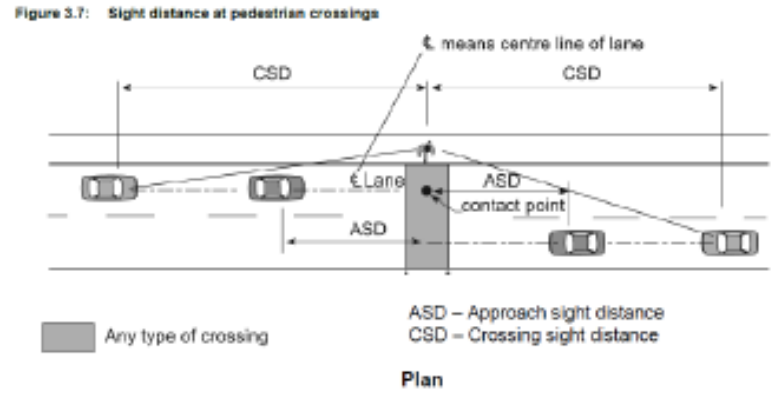 Figure 3.7: Sight distance at pedestrian crossings
℄ means centre line of lane
CSD
CSD
℄ Lane
ASD
contact point
ASD
ASD – Approach sight distance
CSD – Crossing sight distance
Any type of crossing
Plan